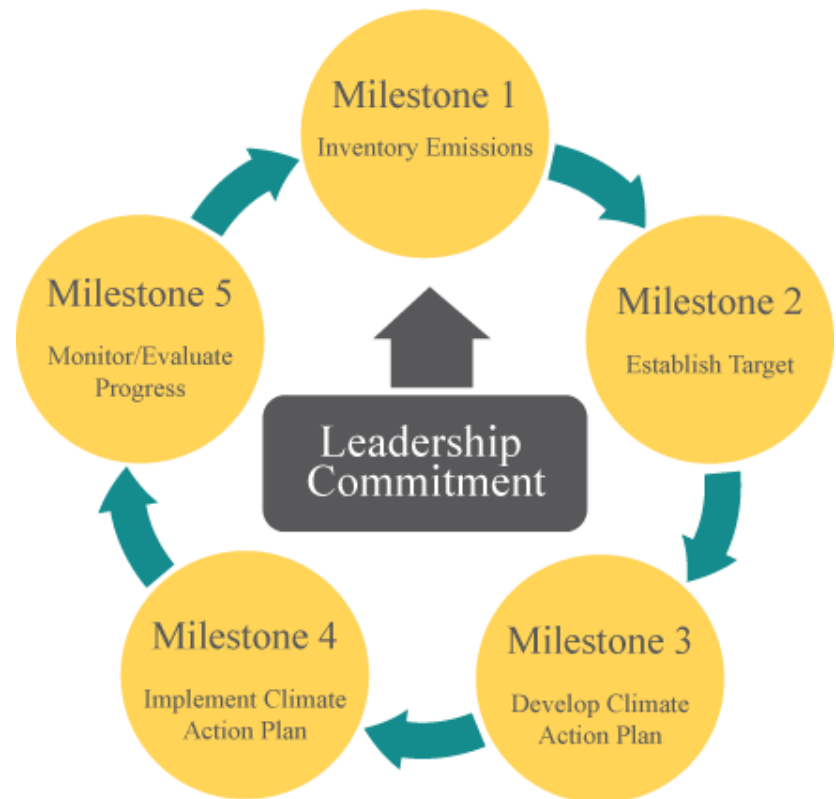 Milestone 1
Inventory Emissions
Milestone 2
Establish Target
Milestone 3
Develop Climate
Action Plan
Milestone 4
Implement Climate
Action Plan
Milestone 5
Monitor/Evaluate
Progress
Leadership
Commitment